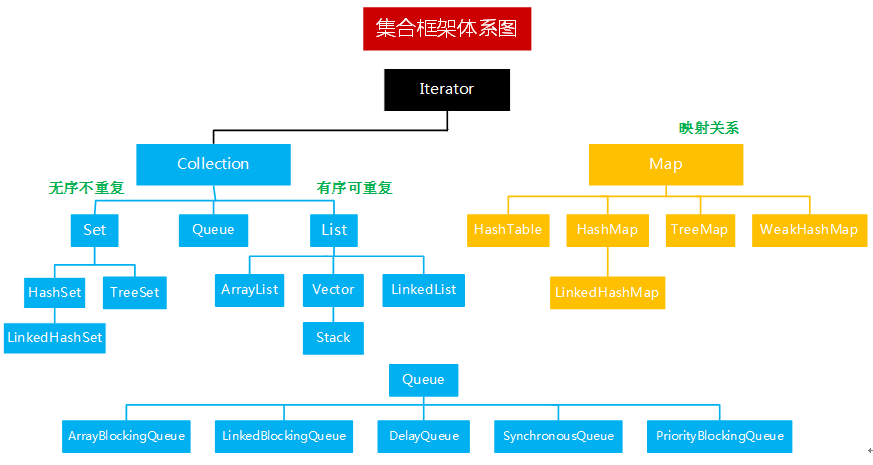 集合框架体系图
Iterator
映射关系
Collection
Map
无序不重复
有序可重复
Set
Queue
List
HashTable
HashMap
TreeMap
WeakHashMap
HashSet
TreeSet
ArrayList
Vector
LinkedList
LinkedHashMap
LinkedHashSet
Stack
Queue
ArrayBlockingQueue
LinkedBlockingQueue
DelayQueue
SynchronousQueue
PriorityBlockingQueue